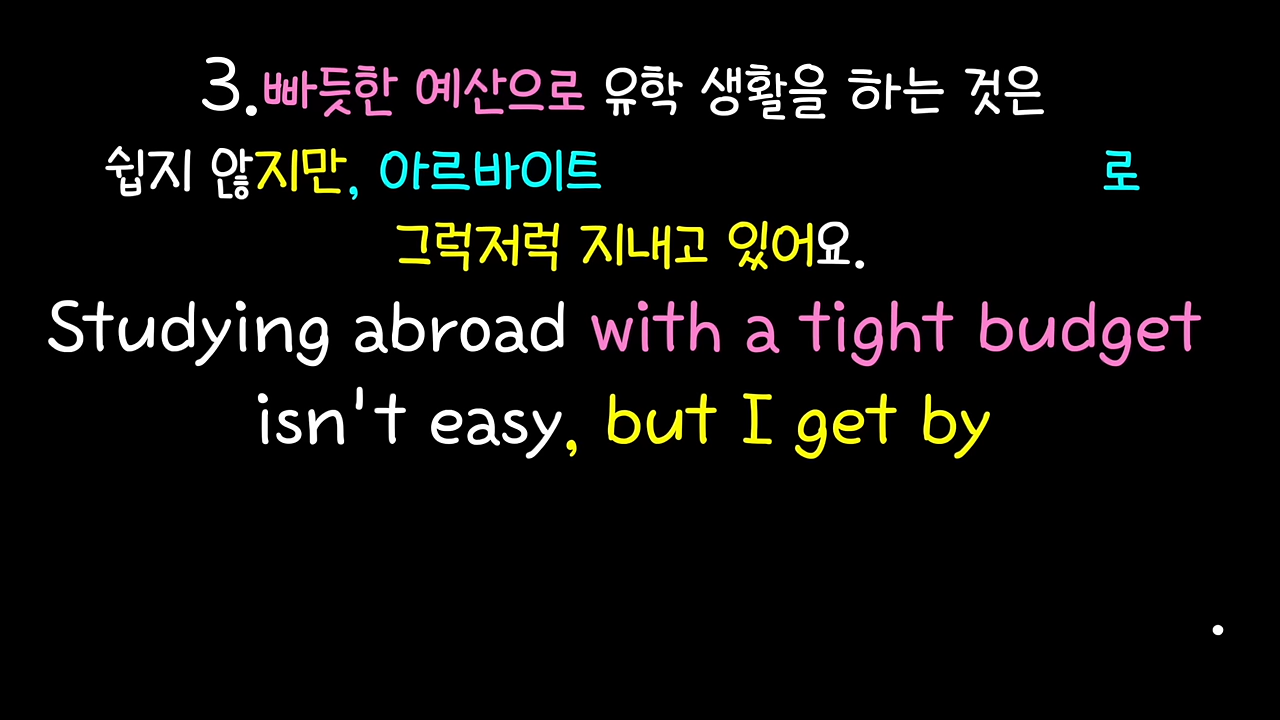 3.빠듯한 예산으로 유학 생활을 하는 것은
쉽지 않지만, 아르바이트 로
그럭저럭 지내고 있어요.
Studying abroad with a tight budget
isn't easy, but I get by
.